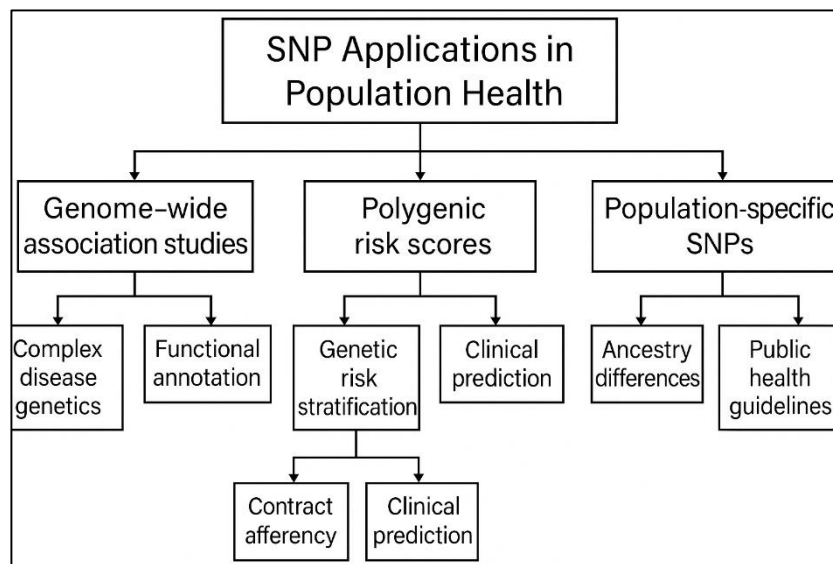 SNP Applications in
Population Health
Genome-wide
association studies
Polygenic
risk scores
Population-specific
SNPs
Complex
disease
genetics
Functional
annotation
Genetic
risk
stratification
Clinical
prediction
Ancestry
differences
Public
health
guidelines
Contract
afferency
Clinical
prediction